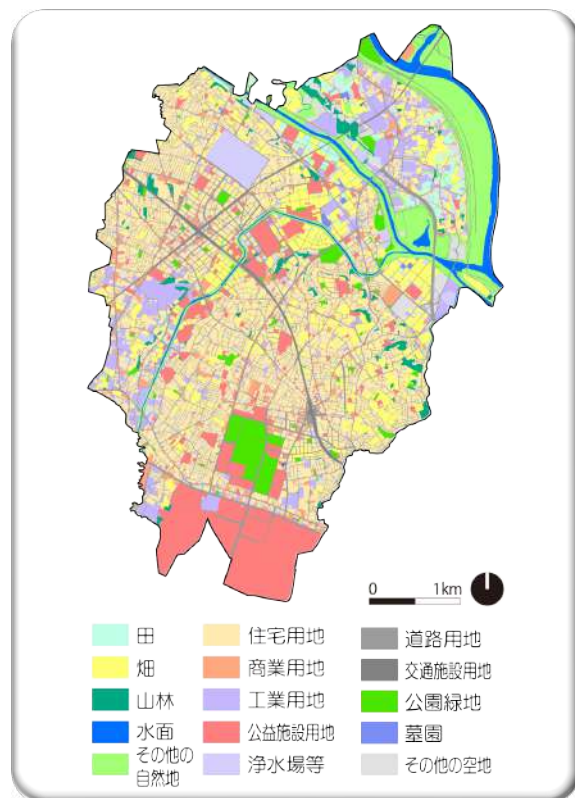 0 1km
田
住宅用地
道路用地
畑
商業用地
交通施設用地
山林
工業用地
公園緑地
水面
公益施設用地
墓園
その他の
自然地
浄水場等
その他の空地